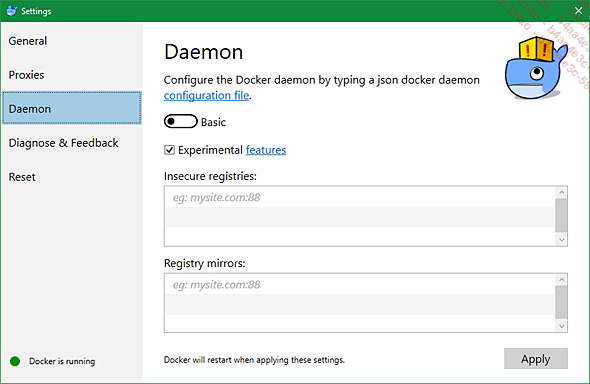 Settings
General
Proxies
Daemon
Diagnose & Feedback
Reset
Daemon
Configure the Docker daemon by typing a json docker daemon
configuration file.
Basic
Experimental features
Insecure registries:
eg: mysite.com:88
Registry mirrors:
eg: mysite.com:88
Docker is running
Docker will restart when applying these settings.
Apply